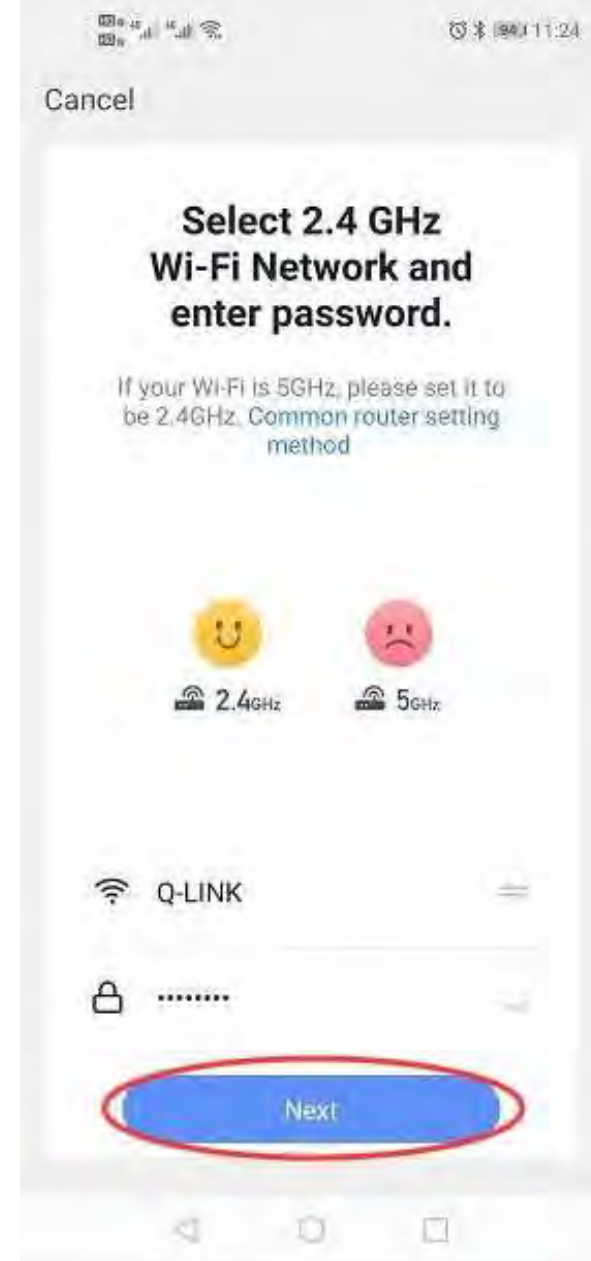 11:24
Cancel
Select 2.4 GHz
Wi-Fi Network and
enter password.
If your Wi-Fi is 5GHz, please set it to
be 2.4GHz. Common router setting
method
2.4GHz 5GHz
Q-LINK
········
Next